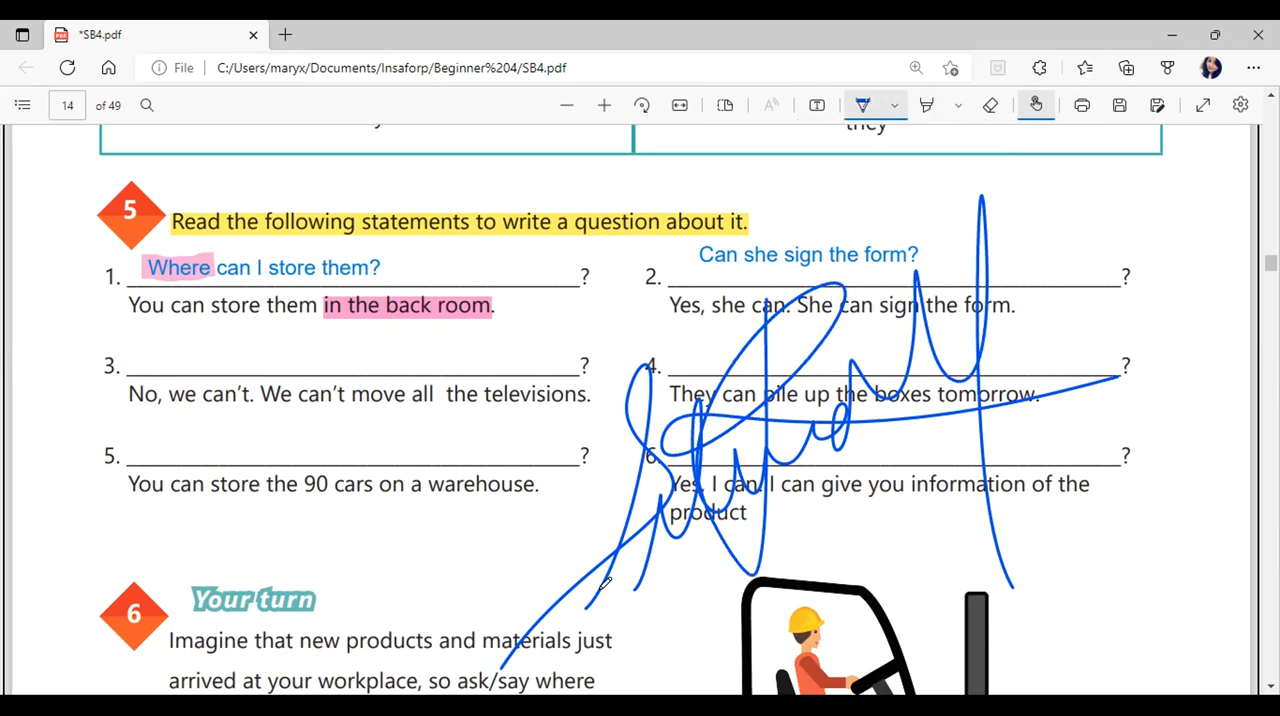 *SB4.pdf
File C:/Users/maryx/Documents/Insaforp/Beginner%204/SB4.pdf
14 of 49
they
5 Read the following statements to write a question about it.
1. Where can I store them? ?
You can store them in the back room.
2. Can she sign the form? ?
Yes, she can. She can sign the form.
3. ?
No, we can't. We can't move all the televisions.
4. ?
They can pile up the boxes tomorrow.
5. ?
You can store the 90 cars on a warehouse.
6. ?
Yes, I can. I can give you information of the
product
6 Your turn
Imagine that new products and materials just
arrived at your workplace, so ask/say where